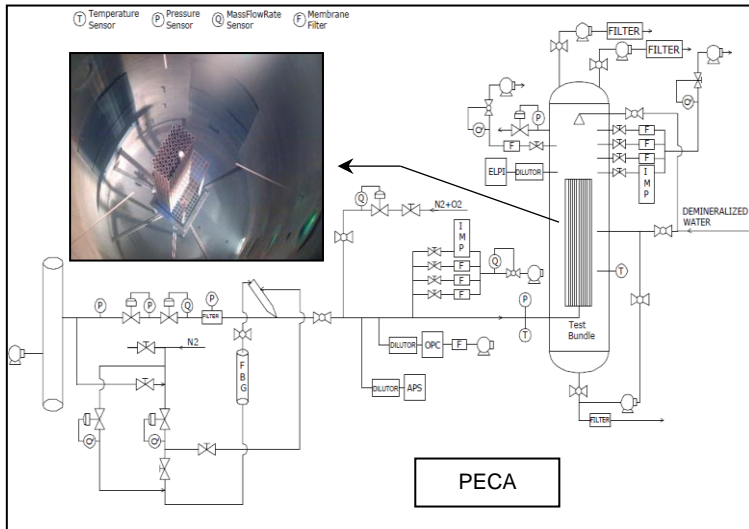 T Temperature Sensor
P Pressure Sensor
Q MassFlowRate Sensor
F Membrane Filter
FILTER
FILTER
P
Q
F
ELPI
DILUTOR
F
F
F
F
I M P
Q
DEMINERALIZED
WATER
T
Q
N2+O2
I M P
F
F
F
F
Q
P
T
Test
Bundle
P
P
Q
P
FILTER
N2
F B G
DILUTOR
OPC
F
DILUTOR
APS
Q
Q
FILTER
PECA